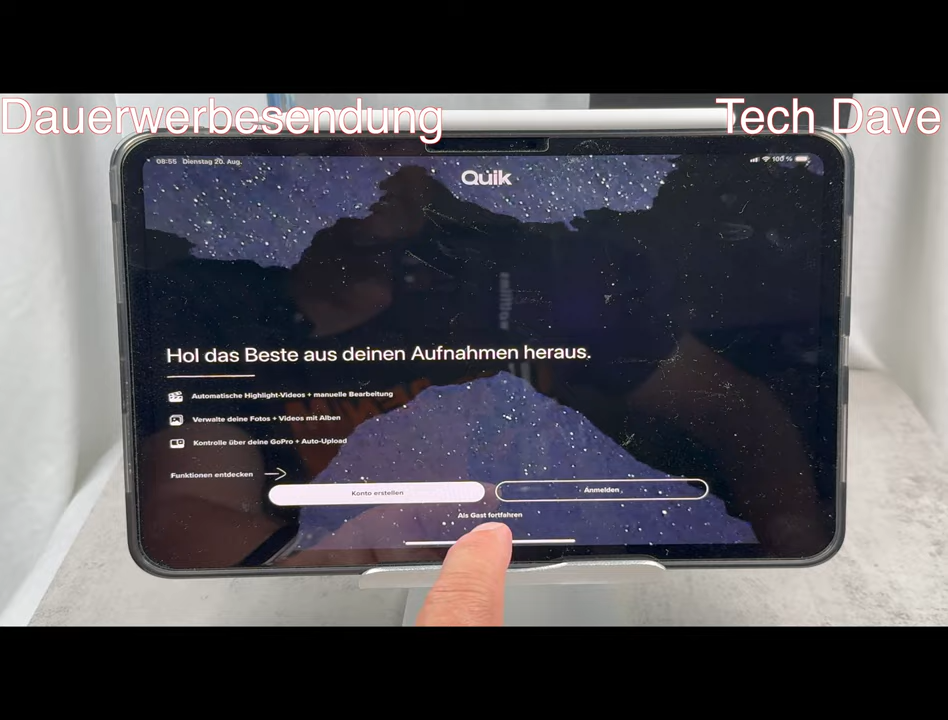 Dauerwerbesendung
Tech Dave
08:55 Dienstag 20. Aug.
100 %
Quik
Hol das Beste aus deinen Aufnahmen heraus.
Automatische Highlight-Videos + manuelle Bearbeitung
Verwalte deine Fotos + Videos mit Alben
Kontrolle über deine GoPro + Auto-Upload
Funktionen entdecken
Konto erstellen
Anmelden
Als Gast fortfahren